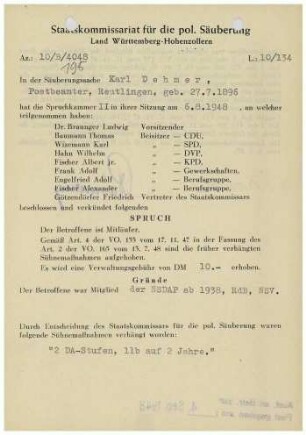 Staatskommissariat für die pol. Säuberung
Land Württemberg-Hohenzollern
Az.: 10/B/4048
L: 10/134
196
In der Säuberungssache Karl Dehner,
Postbeamter, Reutlingen, geb. 27.7.1896
hat die Spruchkammer II in ihrer Sitzung am 6.8.1948, an welcher
teilgenommen haben:
Dr. Brauger Ludwig Vorsitzender
Baumann Thomas Beisitzer — CDU,
Wizemann Karl „ — SPD,
Hahn Wilhelm „ — DVP,
Fischer Albert jr. „ — KPD,
Frank Adolf „ — Gewerkschaften,
Engelfried Adolf „ — Berufsgruppe,
Fischer Alexander „ — Berufsgruppe,
Götzendörfer Friedrich Vertreter des Staatskommissars
beschlossen und verkündet folgenden
SPRUCH
Der Betroffene ist Mitläufer.
Gemäß Art. 4 der VO. 133 vom 17. 11. 47 in der Fassung des
Art. 2 der VO. 165 vom 13. 7. 48 sind die früher verhängten
Sühnemaßnahmen aufgehoben.
Es wird eine Verwaltungsgebühr von DM 10.- erhoben.
Gründe
Der Betroffene war Mitglied der NSDAP ab 1938, RdB, NSV.
Durch Entscheidung des Staatskommissars für die pol. Säuberung waren
folgende Sühnemaßnahmen verhängt worden:
"2 DA-Stufen, 11b auf 2 Jahre."